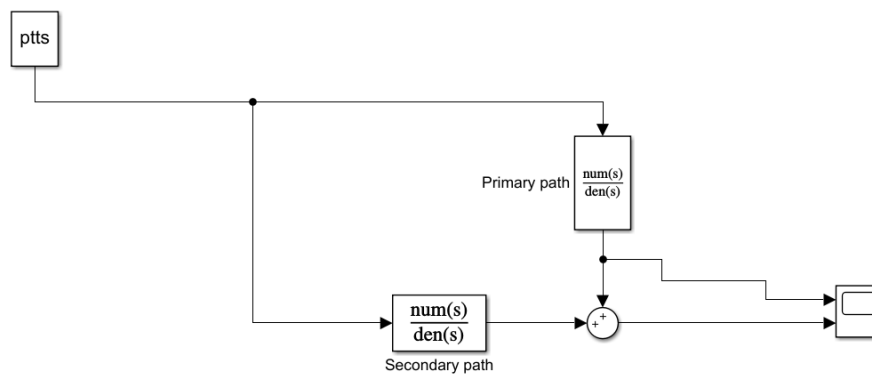 ptts
Primary path
num(s)
den(s)
num(s)
den(s)
Secondary path
+
+